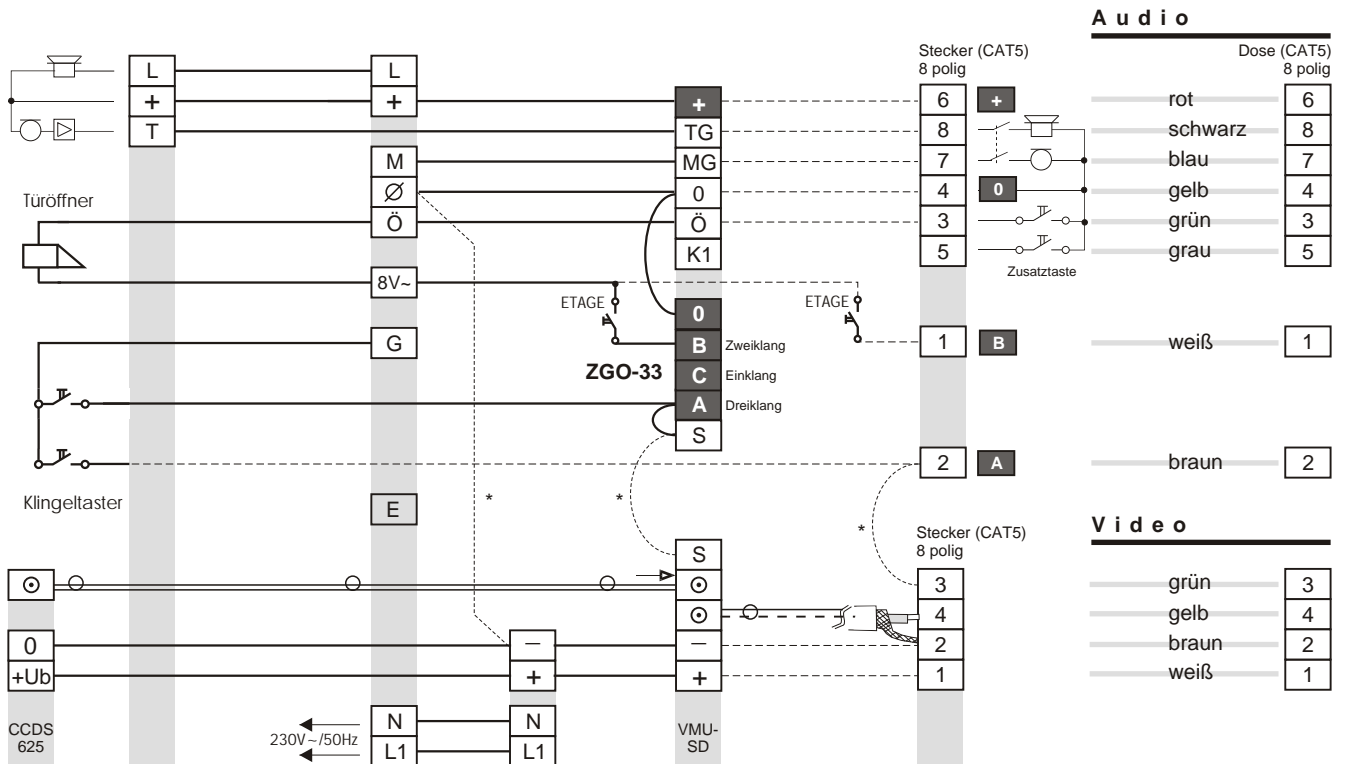 Audio
Stecker (CAT5)
8 polig
Dose (CAT5)
8 polig
L
L
+
+
+
6
+
rot
6
T
TG
8
schwarz
8
M
MG
7
blau
7
Türöffner
Ø
0
4
0
gelb
4
Ö
Ö
3
grün
3
K1
5
grau
5
Zusatztaste
8V~
ETAGE
ETAGE
0
G
B
Zweiklang
1
B
weiß
1
ZGO-33
C
Einklang
A
Dreiklang
S
2
A
braun
2
Klingeltaster
E
*
*
*
Stecker (CAT5)
8 polig
Video
S
3
grün
3
4
gelb
4
0
–
–
2
braun
2
+Ub
+
+
1
weiß
1
CCDS
625
230V~/50Hz
N
N
L1
L1
VMU-
SD